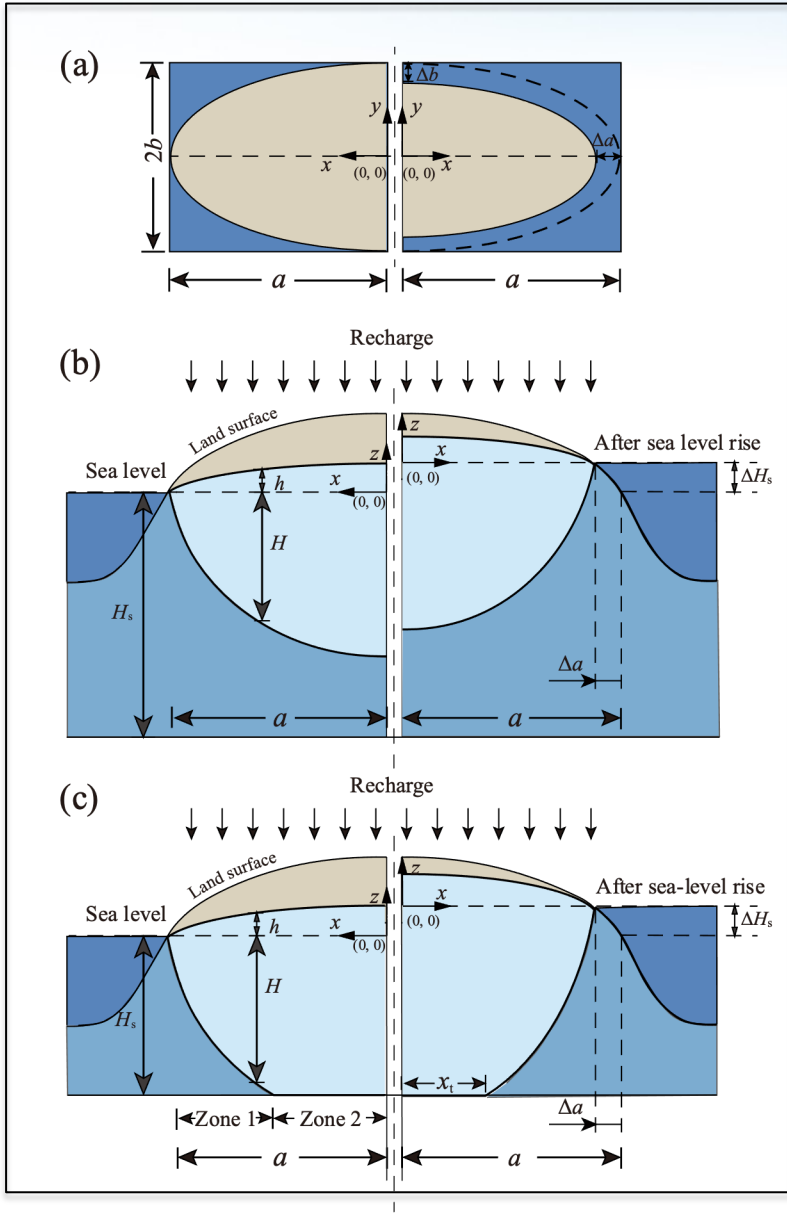 (a)
2b
y
x
(0, 0)
a
Δb
y
Δa
x
(0, 0)
a
(b)
Recharge
Land surface
z
Sea level
h
x
(0, 0)
H
Hs
a
z
After sea level rise
x
(0, 0)
ΔHs
Δa
a
(c)
Recharge
Land surface
z
Sea level
h
x
(0, 0)
H
Hs
Zone 1
Zone 2
a
z
After sea-level rise
x
(0, 0)
ΔHs
xt
Δa
a